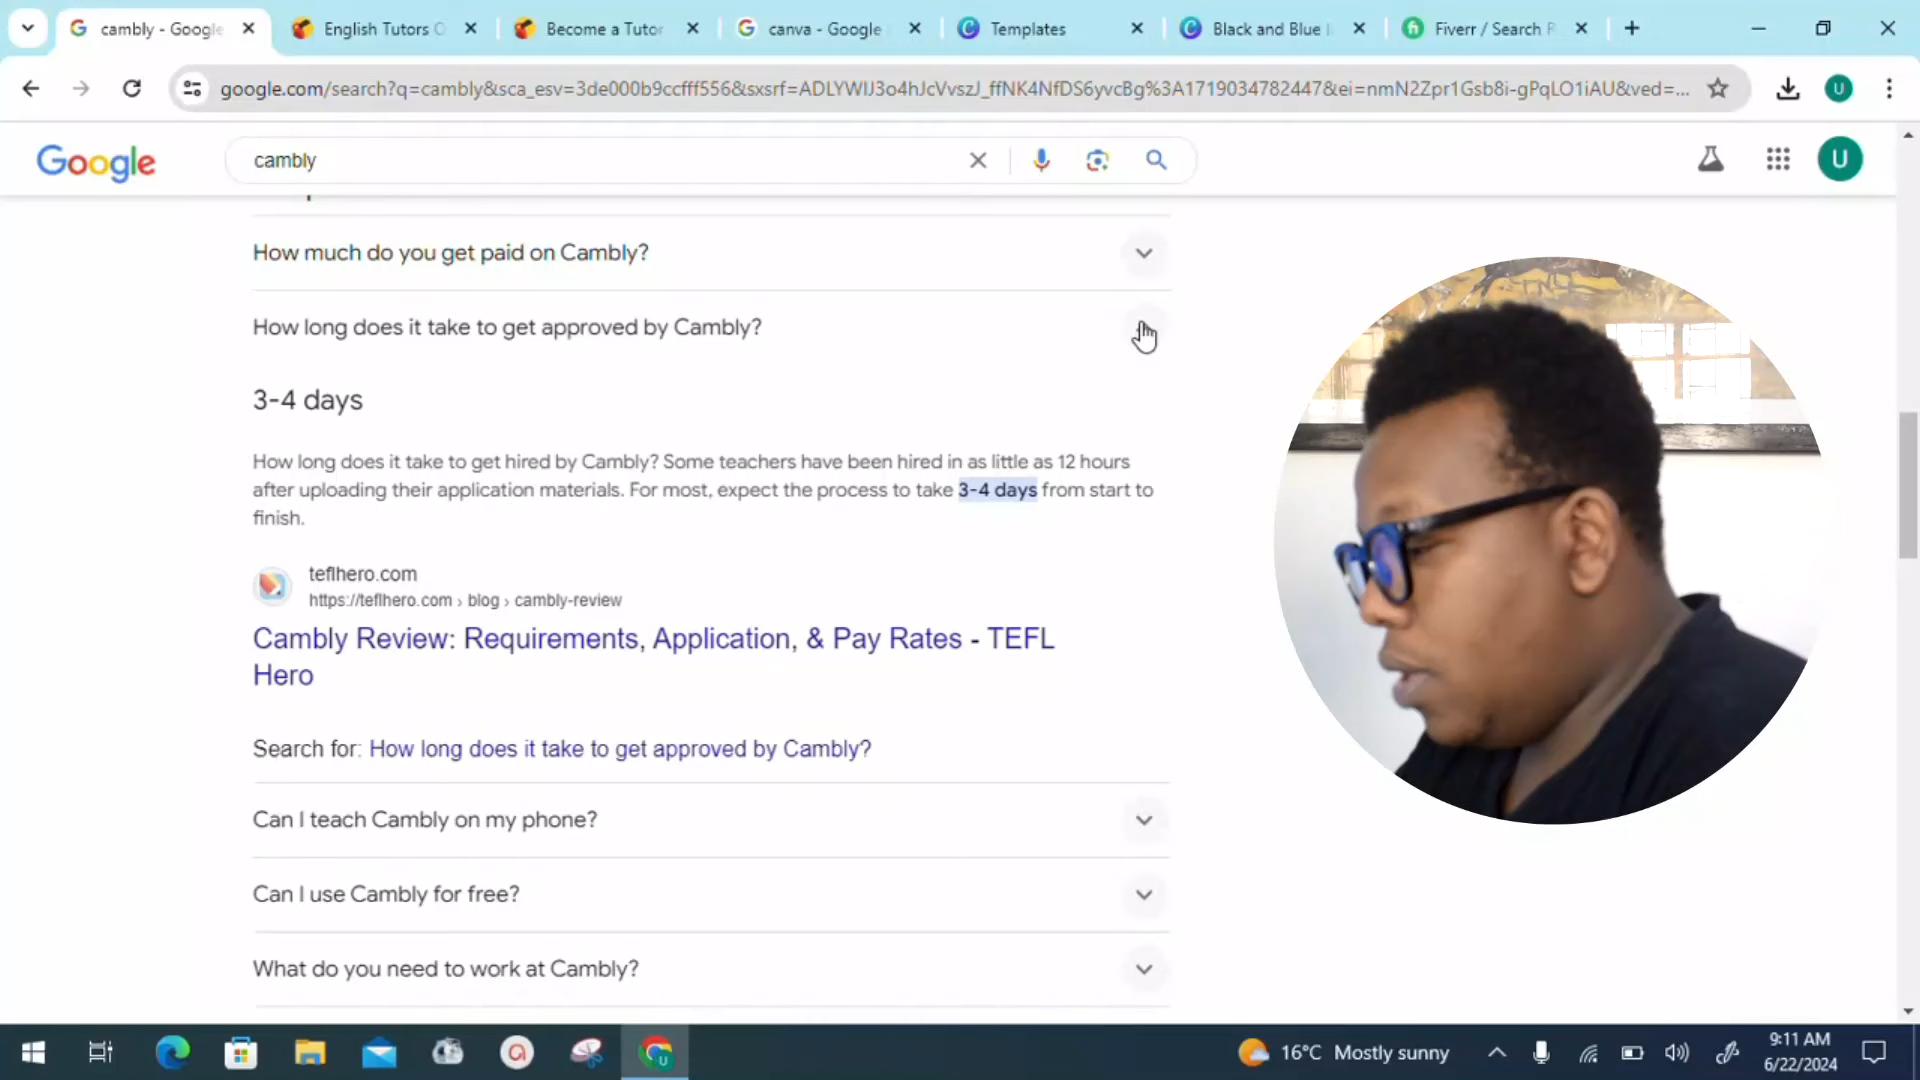 cambly - Google
English Tutors O
Become a Tutor
canva - Google
Templates
Black and Blue I
Fiverr / Search R
google.com/search?q=cambly&sca_esv=3de000b9ccfff556&sxsrf=ADLYWIJ3o4hJcVvszJ_ffNK4NfDS6yvcBg%3A1719034782447&ei=nmN2Zpr1Gsb8i-gPqLO1iAU&ved=...
U
Google
cambly
U
How much do you get paid on Cambly?
How long does it take to get approved by Cambly?
3-4 days
How long does it take to get hired by Cambly? Some teachers have been hired in as little as 12 hours
after uploading their application materials. For most, expect the process to take 3-4 days from start to
finish.
teflhero.com
https://teflhero.com › blog › cambly-review
Cambly Review: Requirements, Application, & Pay Rates - TEFL
Hero
Search for: How long does it take to get approved by Cambly?
Can I teach Cambly on my phone?
Can I use Cambly for free?
What do you need to work at Cambly?
16°C Mostly sunny
9:11 AM
6/22/2024